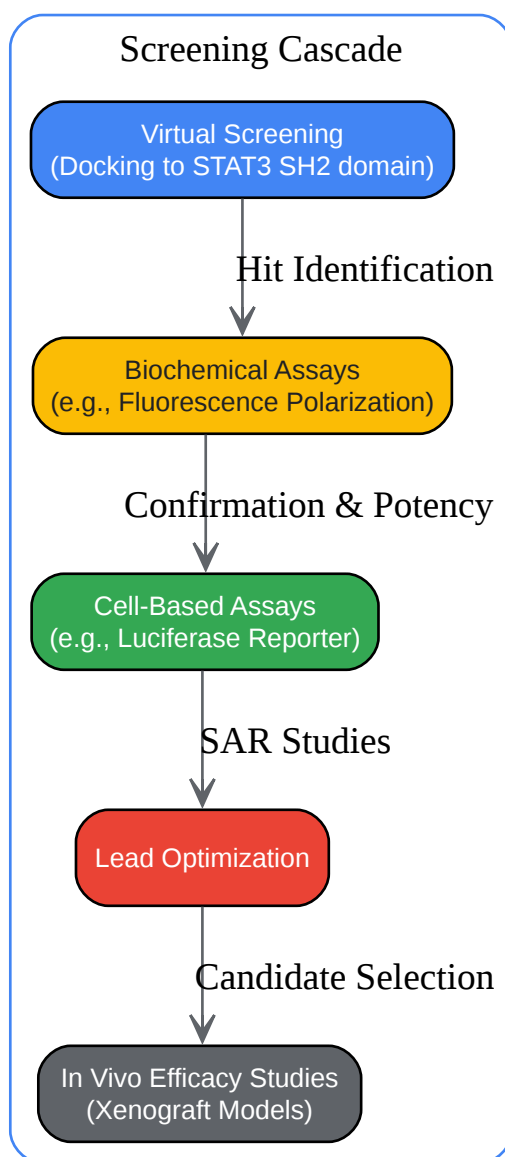 Screening Cascade
Virtual Screening
(Docking to STAT3 SH2 domain)
Hit Identification
Biochemical Assays
(e.g., Fluorescence Polarization)
Confirmation & Potency
Cell-Based Assays
(e.g., Luciferase Reporter)
SAR Studies
Lead Optimization
Candidate Selection
In Vivo Efficacy Studies
(Xenograft Models)